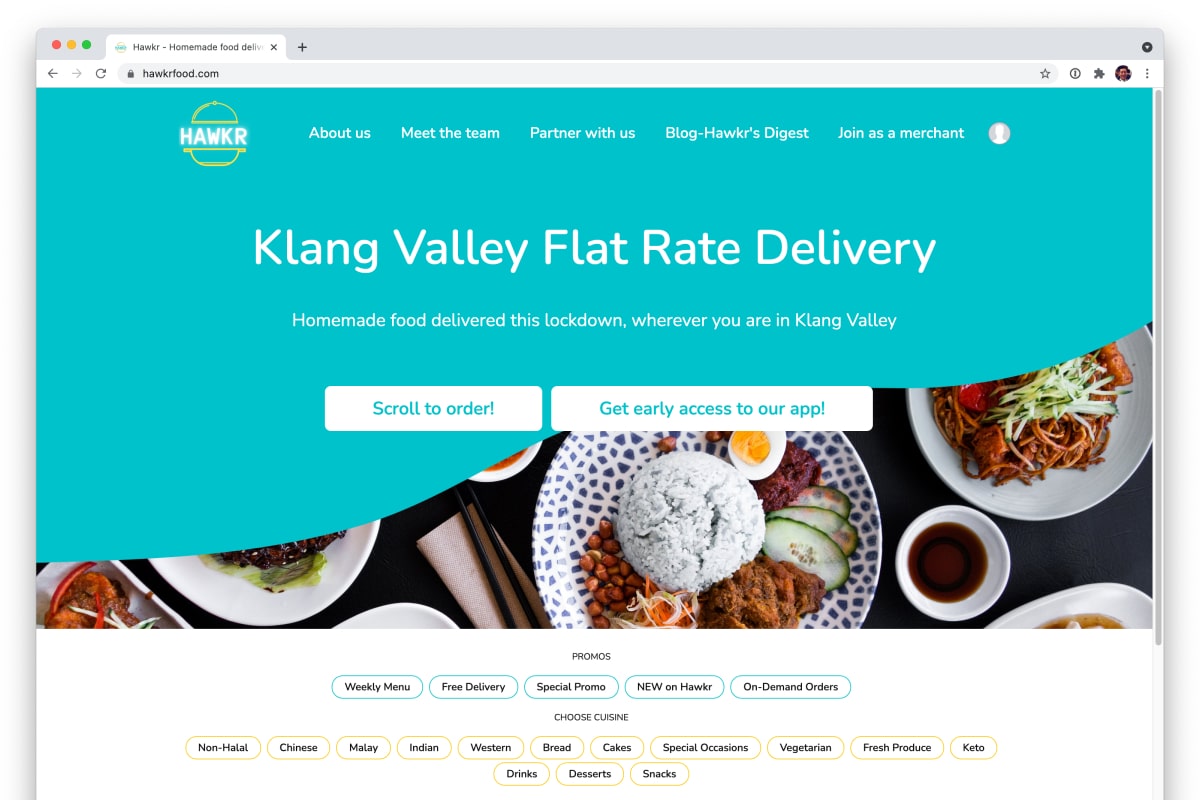 Hawkr - Homemade food deliv
hawkrfood.com
HAWKR
About us
Meet the team
Partner with us
Blog-Hawkr's Digest
Join as a merchant
Klang Valley Flat Rate Delivery
Homemade food delivered this lockdown, wherever you are in Klang Valley
Scroll to order!
Get early access to our app!
PROMOS
Weekly Menu
Free Delivery
Special Promo
NEW on Hawkr
On-Demand Orders
CHOOSE CUISINE
Non-Halal
Chinese
Malay
Indian
Western
Bread
Cakes
Special Occasions
Vegetarian
Fresh Produce
Keto
Drinks
Desserts
Snacks